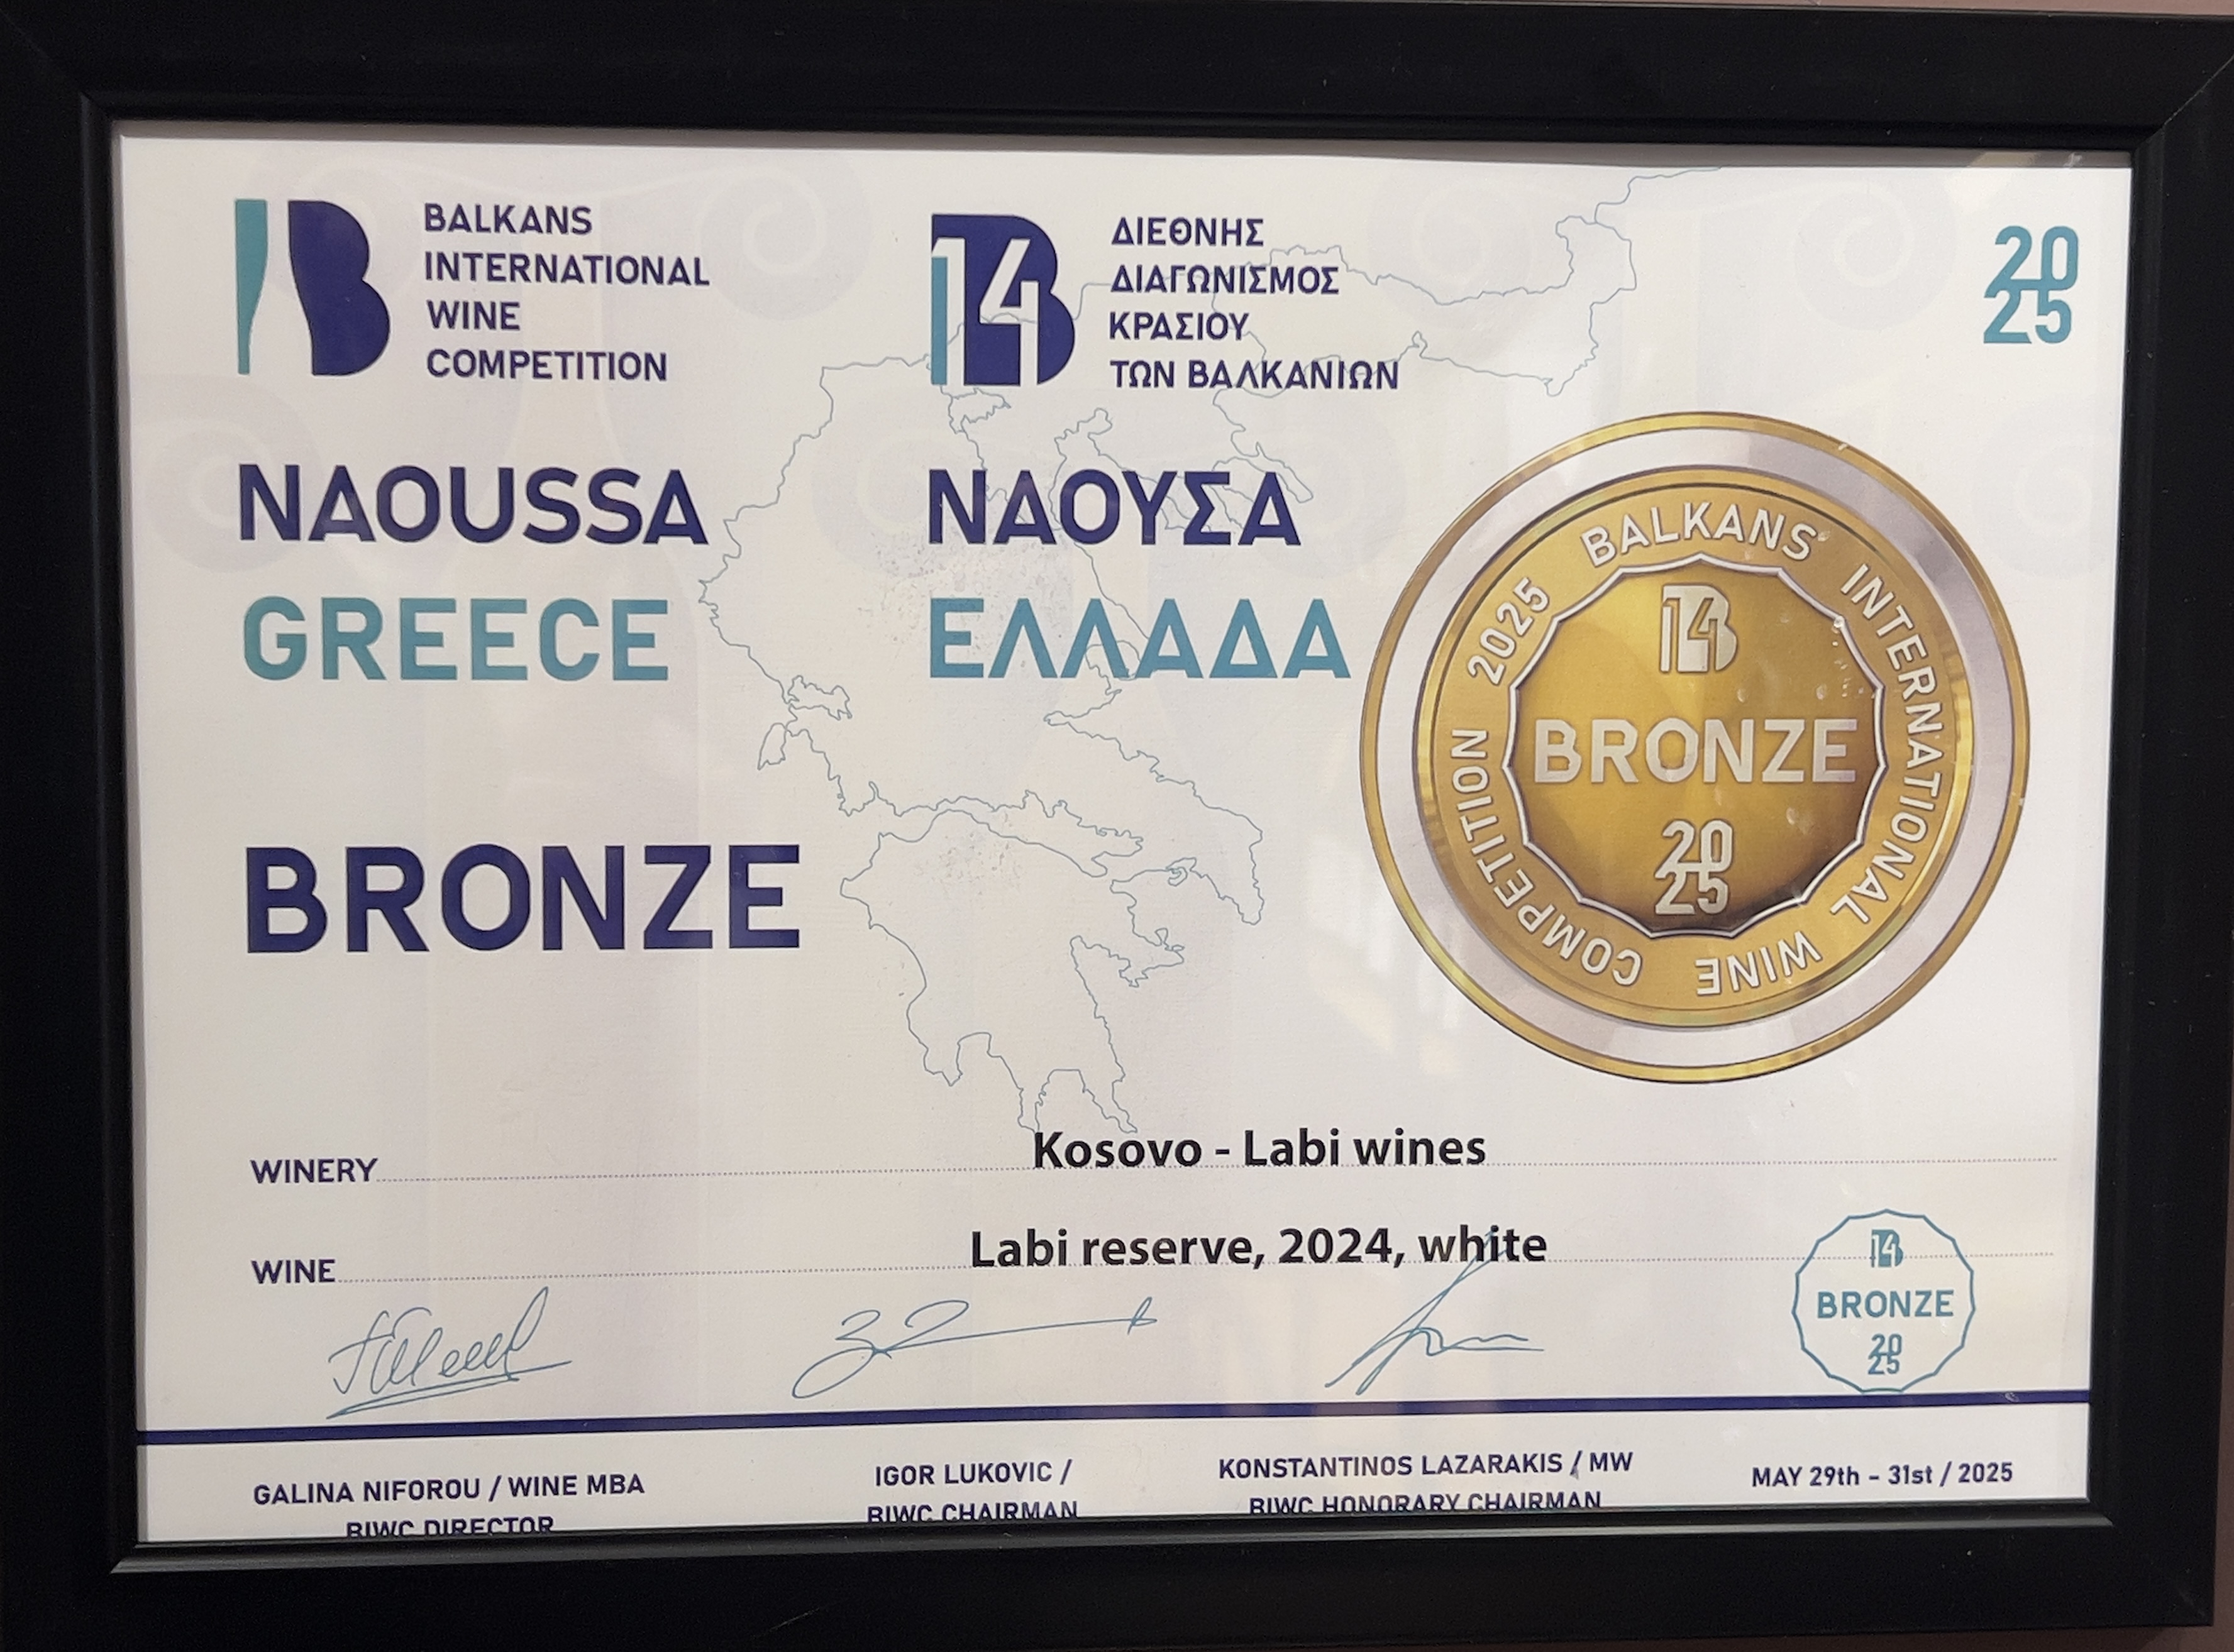 BALKANS
INTERNATIONAL
WINE
COMPETITION
14
ΔΙΕΘΝΗΣ
ΔΙΑΓΩΝΙΣΜΟΣ
ΚΡΑΣΙΟΥ
ΤΩΝ ΒΑΛΚΑΝΙΩΝ
20
25
NAOUSSA
GREECE
ΝΑΟΥΣΑ
ΕΛΛΑΔΑ
BALKANS INTERNATIONAL WINE COMPETITION 2025
14
BRONZE
20
25
BRONZE
WINERY Kosovo - Labi wines
WINE Labi reserve, 2024, white
14
BRONZE
20
25
GALINA NIFOROU / WINE MBA
BIWC DIRECTOR
IGOR LUKOVIC /
BIWC CHAIRMAN
KONSTANTINOS LAZARAKIS / MW
BIWC HONORARY CHAIRMAN
MAY 29th - 31st / 2025